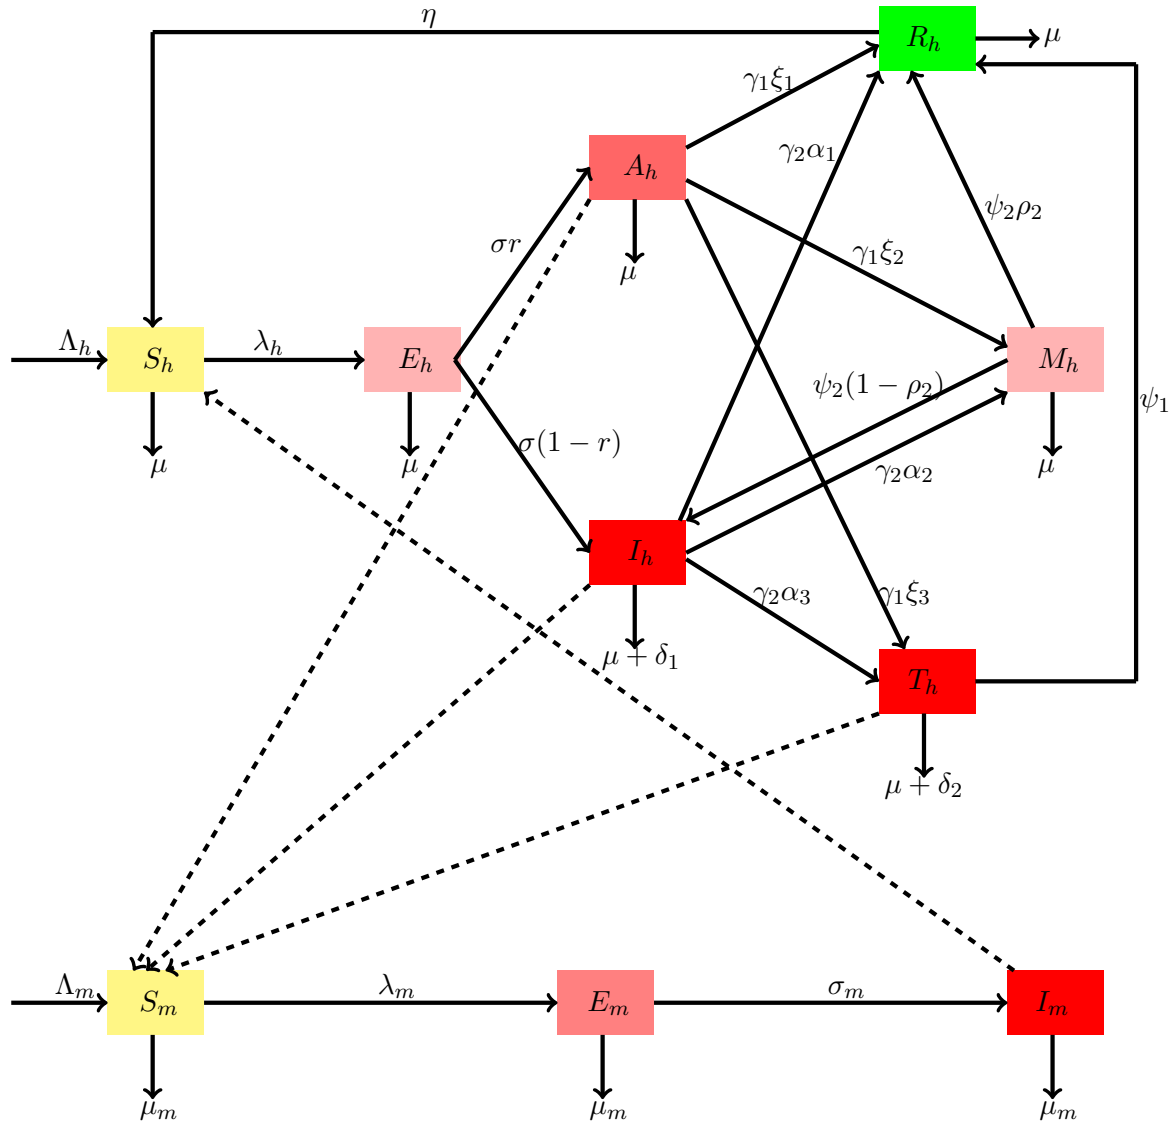 η
R_h
μ
γ₁ξ₁
γ₂α₁
A_h
ψ₂ρ₂
σr
γ₁ξ₂
μ
Λ_h
S_h
λ_h
E_h
M_h
ψ₂(1 − ρ₂)
ψ₁
σ(1 − r)
μ
μ
μ
γ₂α₂
I_h
γ₂α₃
γ₁ξ₃
μ + δ₁
T_h
μ + δ₂
Λ_m
S_m
λ_m
E_m
σ_m
I_m
μ_m
μ_m
μ_m